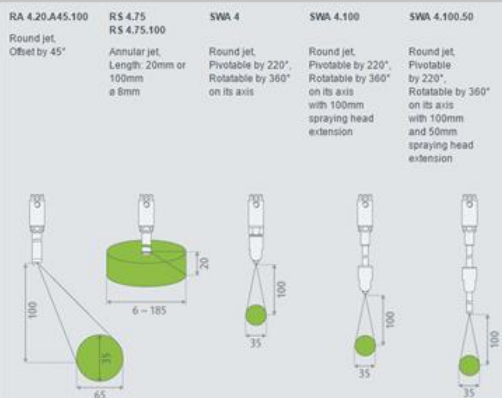 RA 4.20.A45.100
Round jet,
Offset by 45°
RS 4.75
RS 4.75.100
Annular jet,
Length: 20mm or
100mm
ø 8mm
SWA 4
Round jet,
Pivotable by 220°,
Rotatable by 360°
on its axis
SWA 4.100
Round jet,
Pivotable by 220°,
Rotatable by 360°
on its axis
with 100mm
spraying head
extension
SWA 4.100.50
Round jet,
Pivotable
by 220°,
Rotatable by 360°
on its axis
with 100mm
and 50mm
spraying head
extension
100
35
65
20
6 – 185
100
35
100
35
100
35